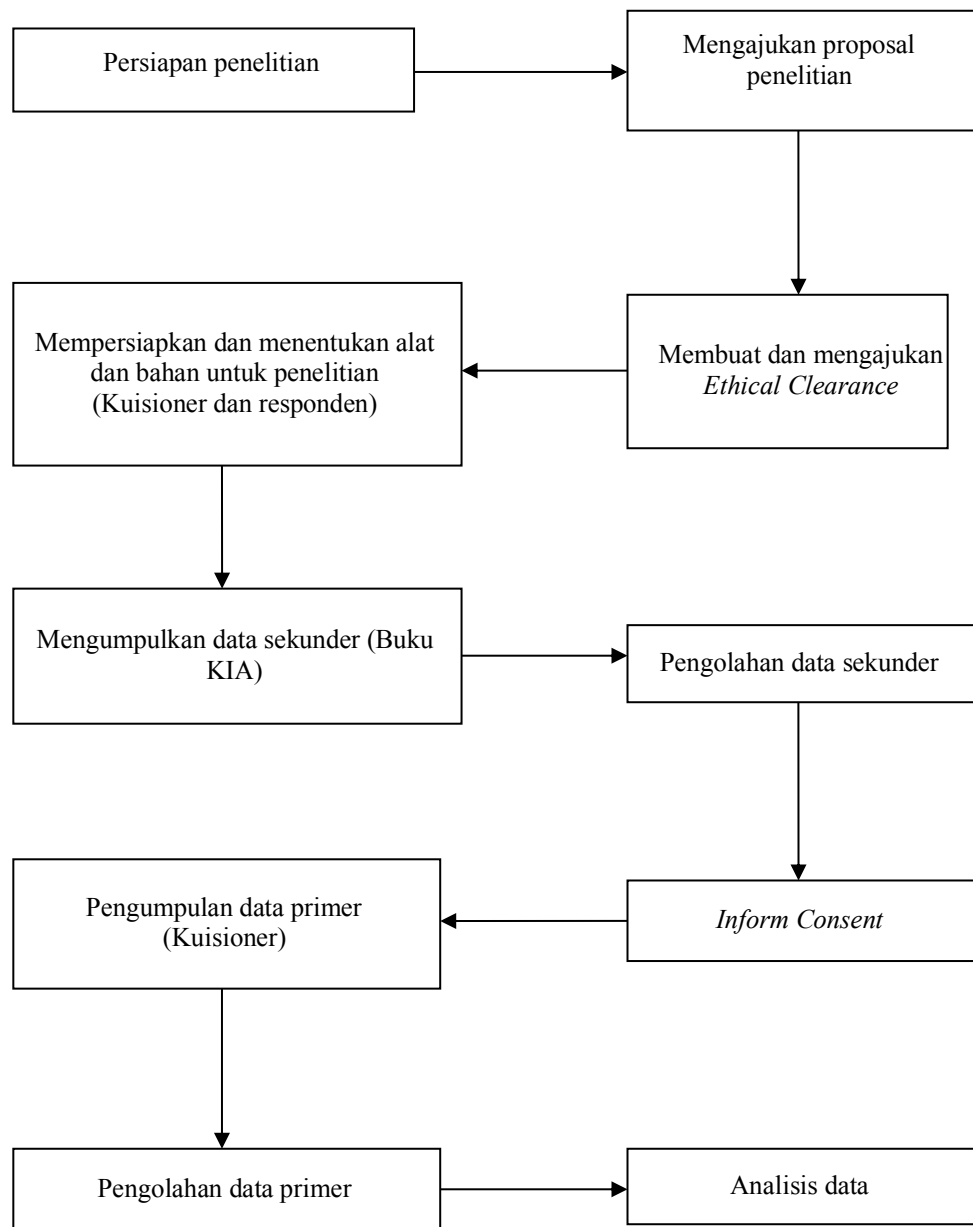 Persiapan penelitian
Mengajukan proposal
penelitian
Membuat dan mengajukan
Ethical Clearance
Mempersiapkan dan menentukan alat
dan bahan untuk penelitian
(Kuisioner dan responden)
Mengumpulkan data sekunder (Buku
KIA)
Pengolahan data sekunder
Inform Consent
Pengumpulan data primer
(Kuisioner)
Pengolahan data primer
Analisis data